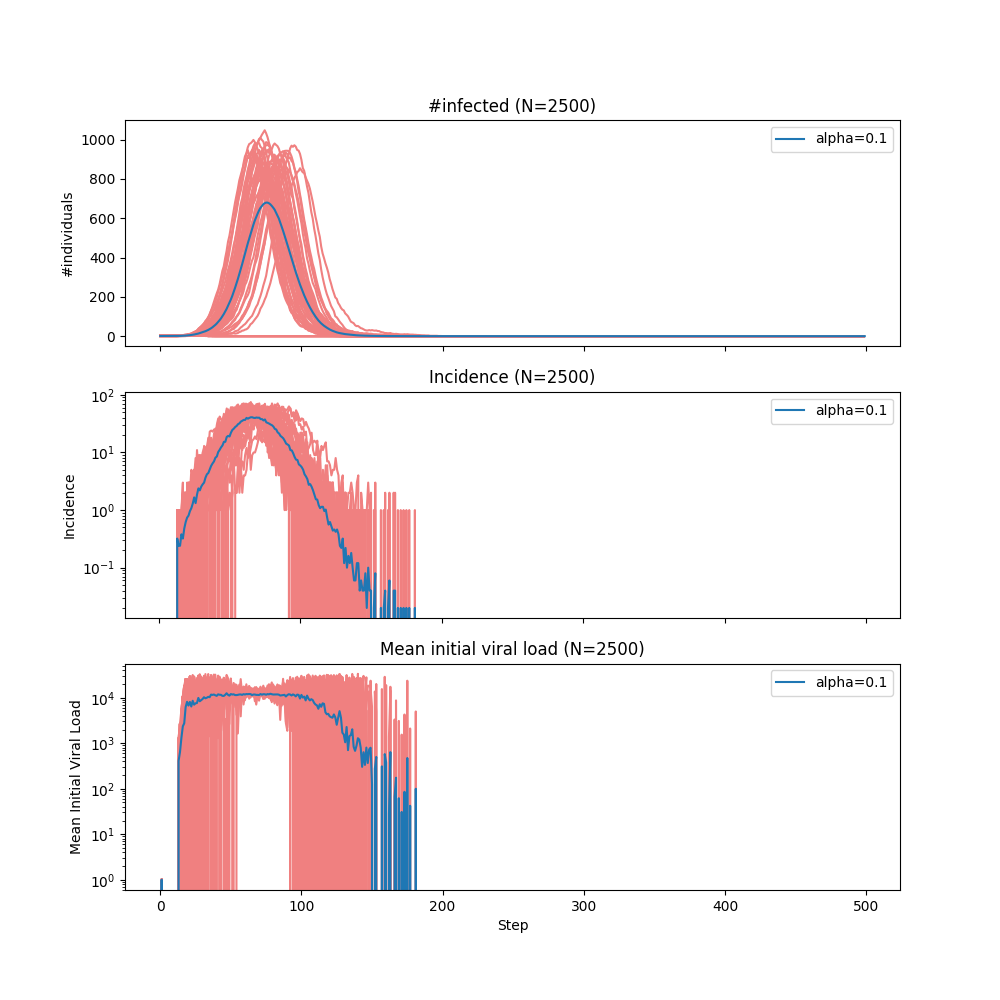 #infected (N=2500)
#individuals
1000
800
600
400
200
0
alpha=0.1
Incidence (N=2500)
Incidence
10²
10¹
10⁰
10⁻¹
alpha=0.1
Mean initial viral load (N=2500)
Mean Initial Viral Load
10⁴
10³
10²
10¹
10⁰
alpha=0.1
0 100 200 300 400 500
Step